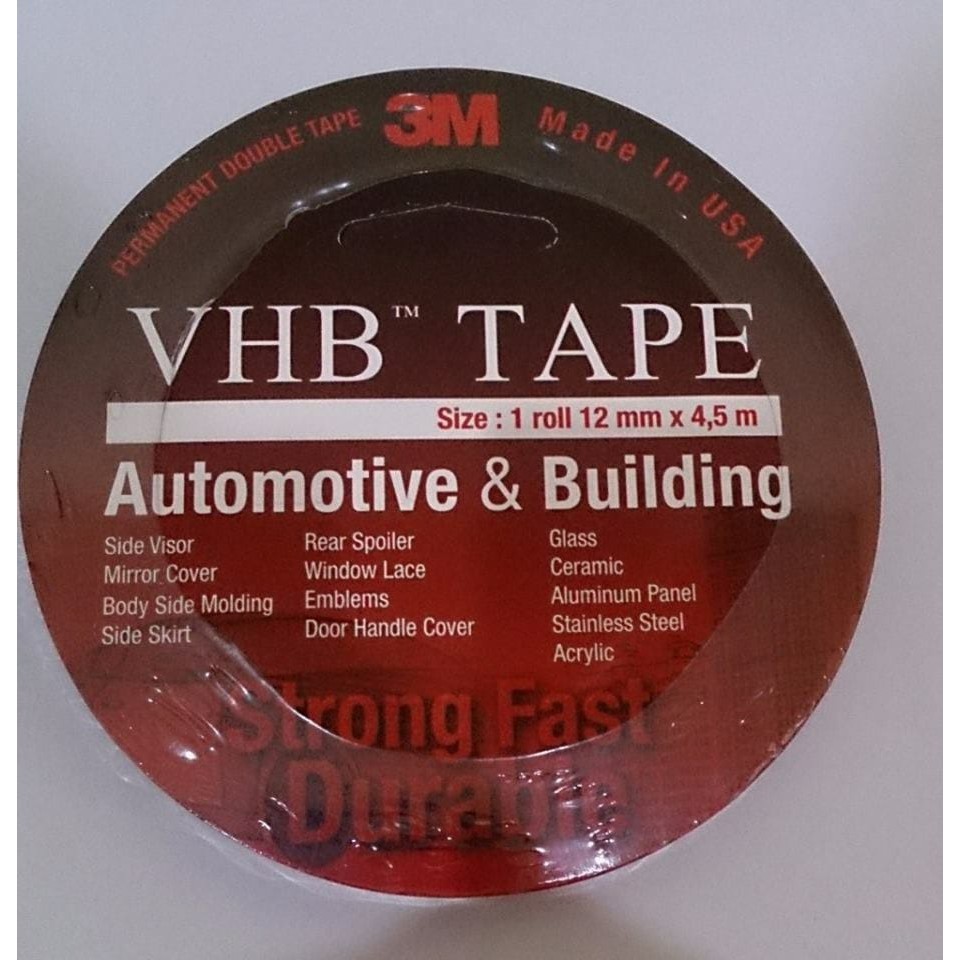 PERMANENT DOUBLE TAPE 3M Made In USA
VHB™ TAPE
Size : 1 roll 12 mm x 4,5 m
Automotive & Building
Side Visor
Mirror Cover
Body Side Molding
Side Skirt
Rear Spoiler
Window Lace
Emblems
Door Handle Cover
Glass
Ceramic
Aluminum Panel
Stainless Steel
Acrylic
Strong Fast
Durable